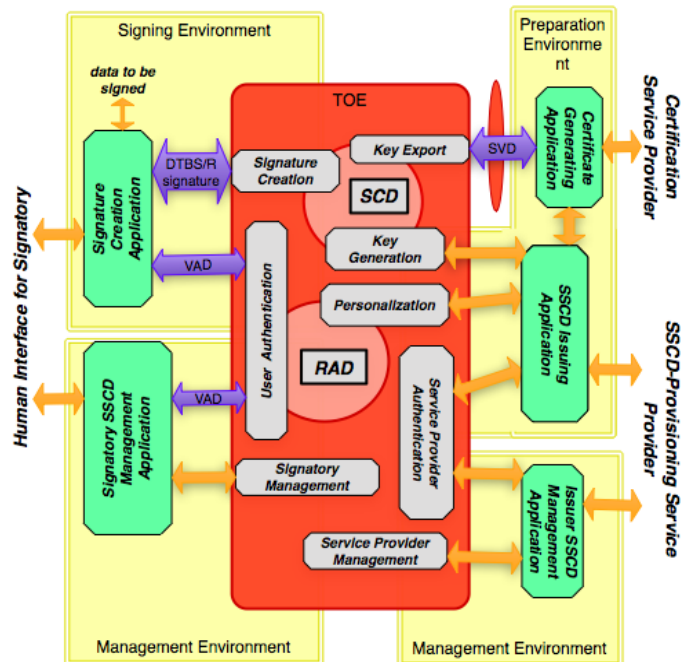 Signing Environment
data to be
signed
Signature
Creation
Application
DTBS/R
signature
VAD
Human Interface for Signatory
Signatory SSCD
Management
Application
VAD
Management Environment
TOE
Signature
Creation
Key Export
SCD
Key
Generation
Personalization
User Authentication
RAD
Service Provider
Authentication
Signatory
Management
Service Provider
Management
SVD
Preparation
Environme
nt
Certificate
Generating
Application
Certification
Service Provider
SSCD Issuing
Application
SSCD-Provisioning Service
Provider
Issuer SSCD
Management
Application
Management Environment